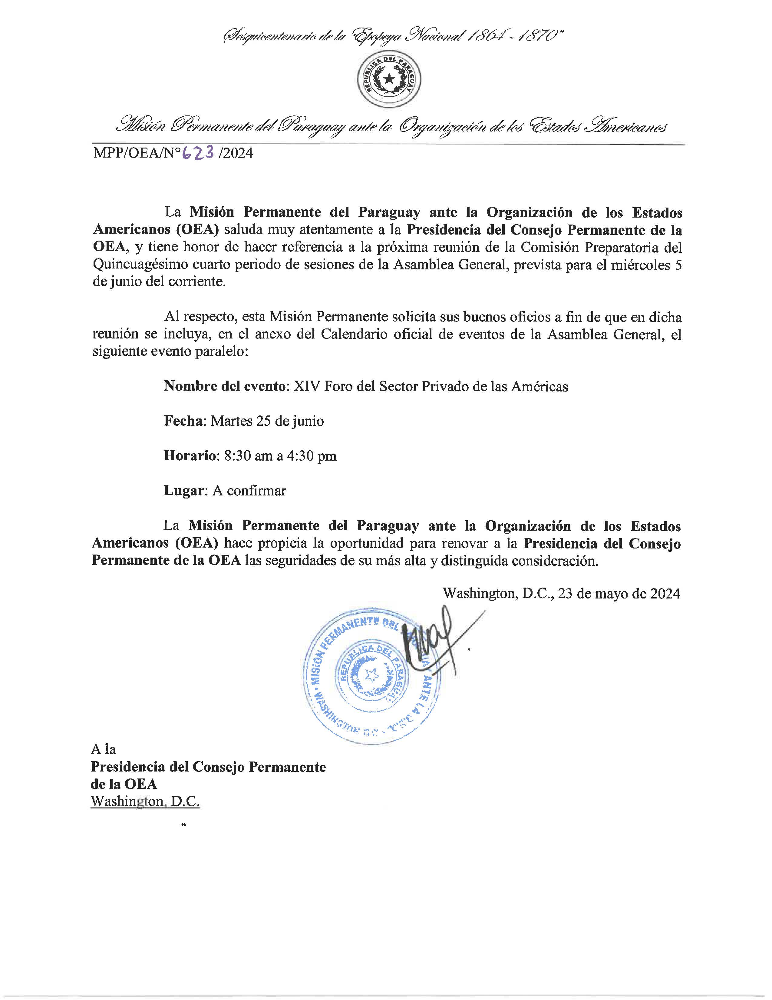 Sesquicentenario de la Epopeya Nacional 1864 - 1870"
REPUBLICA DEL PARAGUAY
Misión Permanente del Paraguay ante la Organización de los Estados Americanos
MPP/OEA/N° 623 /2024
La Misión Permanente del Paraguay ante la Organización de los Estados
Americanos (OEA) saluda muy atentamente a la Presidencia del Consejo Permanente de la
OEA, y tiene honor de hacer referencia a la próxima reunión de la Comisión Preparatoria del
Quincuagésimo cuarto periodo de sesiones de la Asamblea General, prevista para el miércoles 5
de junio del corriente.
Al respecto, esta Misión Permanente solicita sus buenos oficios a fin de que en dicha
reunión se incluya, en el anexo del Calendario oficial de eventos de la Asamblea General, el
siguiente evento paralelo:
Nombre del evento: XIV Foro del Sector Privado de las Américas
Fecha: Martes 25 de junio
Horario: 8:30 am a 4:30 pm
Lugar: A confirmar
La Misión Permanente del Paraguay ante la Organización de los Estados
Americanos (OEA) hace propicia la oportunidad para renovar a la Presidencia del Consejo
Permanente de la OEA las seguridades de su más alta y distinguida consideración.
Washington, D.C., 23 de mayo de 2024
MISION PERMANENTE DEL ANTE LA
WASHINGTON DC
REPUBLICA DEL PARAGUAY
A la
Presidencia del Consejo Permanente
de la OEA
Washington, D.C.